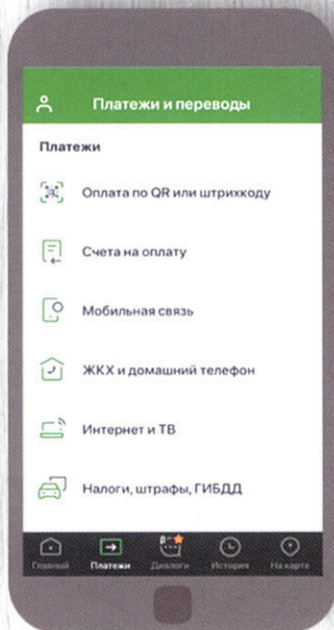 Платежи и переводы
Платежи
Оплата по QR или штрихкоду
Счета на оплату
Мобильная связь
ЖКХ и домашний телефон
Интернет и ТВ
Налоги, штрафы, ГИБДД
Главный Платежи Диалоги История На карте